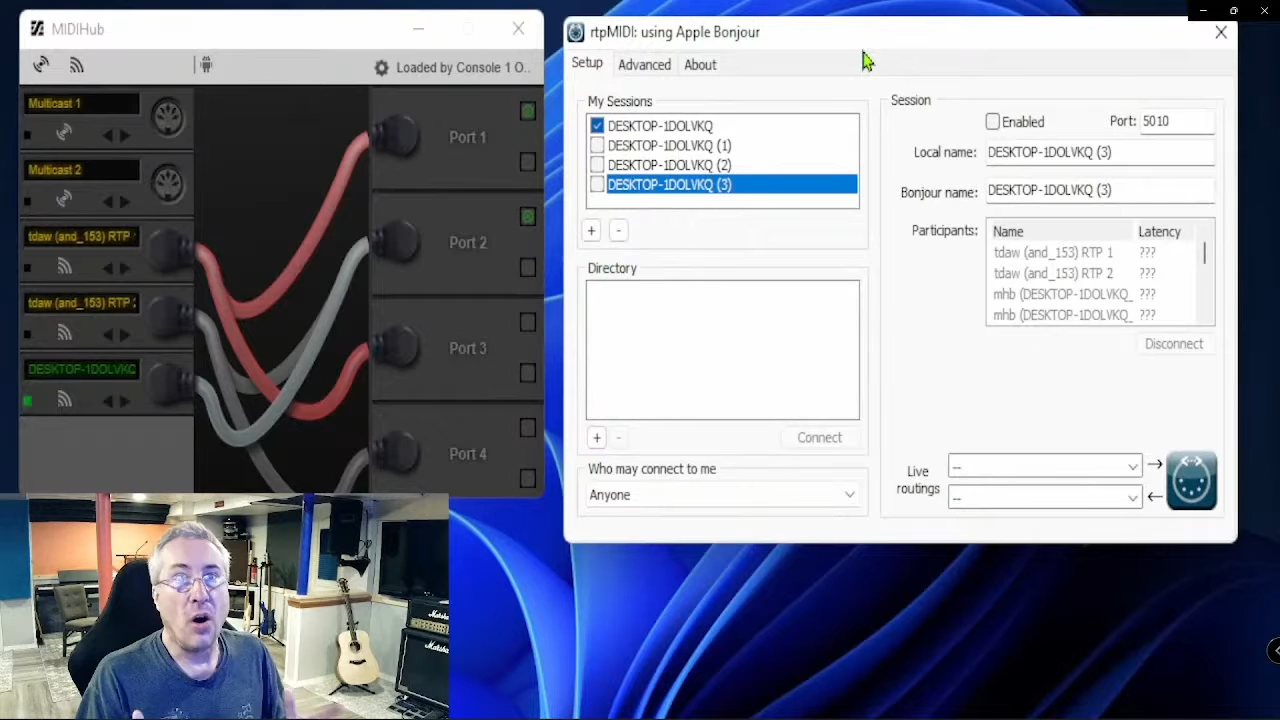 MIDIHub
Loaded by Console 1 O..
Multicast 1
Port 1
Multicast 2
tdaw (and_153) RTP
Port 2
tdaw (and_153) RTP
Port 3
DESKTOP-1DOLVKQ
Port 4
rtpMIDI: using Apple Bonjour
Setup
Advanced
About
My Sessions
DESKTOP-1DOLVKQ
DESKTOP-1DOLVKQ (1)
DESKTOP-1DOLVKQ (2)
DESKTOP-1DOLVKQ (3)
+ -
Directory
+ -
Connect
Who may connect to me
Anyone
Session
Enabled
Port: 5010
Local name: DESKTOP-1DOLVKQ (3)
Bonjour name: DESKTOP-1DOLVKQ (3)
Participants:
Name Latency
tdaw (and_153) RTP 1 ???
tdaw (and_153) RTP 2 ???
mhb (DESKTOP-1DOLVKQ_ ???
mhb (DESKTOP-1DOLVKQ_ ???
Disconnect
Live routings
--
--
Marshall
Marshall